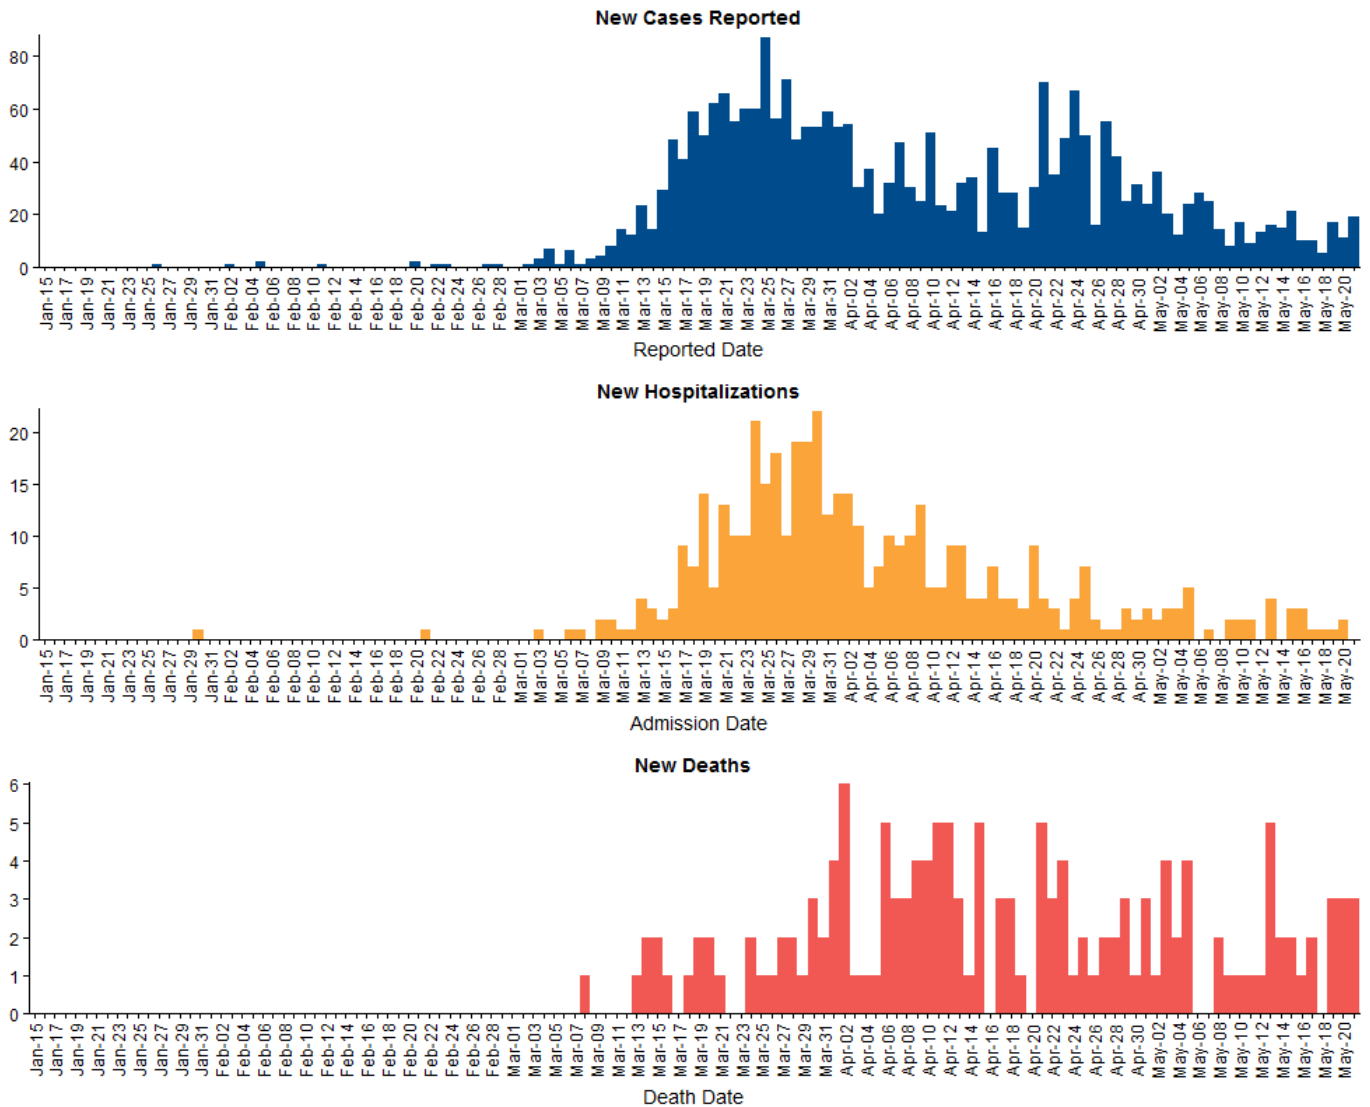 New Cases Reported
80
60
40
20
0
Jan-15 Jan-17 Jan-19 Jan-21 Jan-23 Jan-25 Jan-27 Jan-29 Jan-31 Feb-02 Feb-04 Feb-06 Feb-08 Feb-10 Feb-12 Feb-14 Feb-16 Feb-18 Feb-20 Feb-22 Feb-24 Feb-26 Feb-28 Mar-01 Mar-03 Mar-05 Mar-07 Mar-09 Mar-11 Mar-13 Mar-15 Mar-17 Mar-19 Mar-21 Mar-23 Mar-25 Mar-27 Mar-29 Mar-31 Apr-02 Apr-04 Apr-06 Apr-08 Apr-10 Apr-12 Apr-14 Apr-16 Apr-18 Apr-20 Apr-22 Apr-24 Apr-26 Apr-28 Apr-30 May-02 May-04 May-06 May-08 May-10 May-12 May-14 May-16 May-18 May-20
Reported Date
New Hospitalizations
20
15
10
5
0
Jan-15 Jan-17 Jan-19 Jan-21 Jan-23 Jan-25 Jan-27 Jan-29 Jan-31 Feb-02 Feb-04 Feb-06 Feb-08 Feb-10 Feb-12 Feb-14 Feb-16 Feb-18 Feb-20 Feb-22 Feb-24 Feb-26 Feb-28 Mar-01 Mar-03 Mar-05 Mar-07 Mar-09 Mar-11 Mar-13 Mar-15 Mar-17 Mar-19 Mar-21 Mar-23 Mar-25 Mar-27 Mar-29 Mar-31 Apr-02 Apr-04 Apr-06 Apr-08 Apr-10 Apr-12 Apr-14 Apr-16 Apr-18 Apr-20 Apr-22 Apr-24 Apr-26 Apr-28 Apr-30 May-02 May-04 May-06 May-08 May-10 May-12 May-14 May-16 May-18 May-20
Admission Date
New Deaths
6
5
4
3
2
1
0
Jan-15 Jan-17 Jan-19 Jan-21 Jan-23 Jan-25 Jan-27 Jan-29 Jan-31 Feb-02 Feb-04 Feb-06 Feb-08 Feb-10 Feb-12 Feb-14 Feb-16 Feb-18 Feb-20 Feb-22 Feb-24 Feb-26 Feb-28 Mar-01 Mar-03 Mar-05 Mar-07 Mar-09 Mar-11 Mar-13 Mar-15 Mar-17 Mar-19 Mar-21 Mar-23 Mar-25 Mar-27 Mar-29 Mar-31 Apr-02 Apr-04 Apr-06 Apr-08 Apr-10 Apr-12 Apr-14 Apr-16 Apr-18 Apr-20 Apr-22 Apr-24 Apr-26 Apr-28 Apr-30 May-02 May-04 May-06 May-08 May-10 May-12 May-14 May-16 May-18 May-20
Death Date